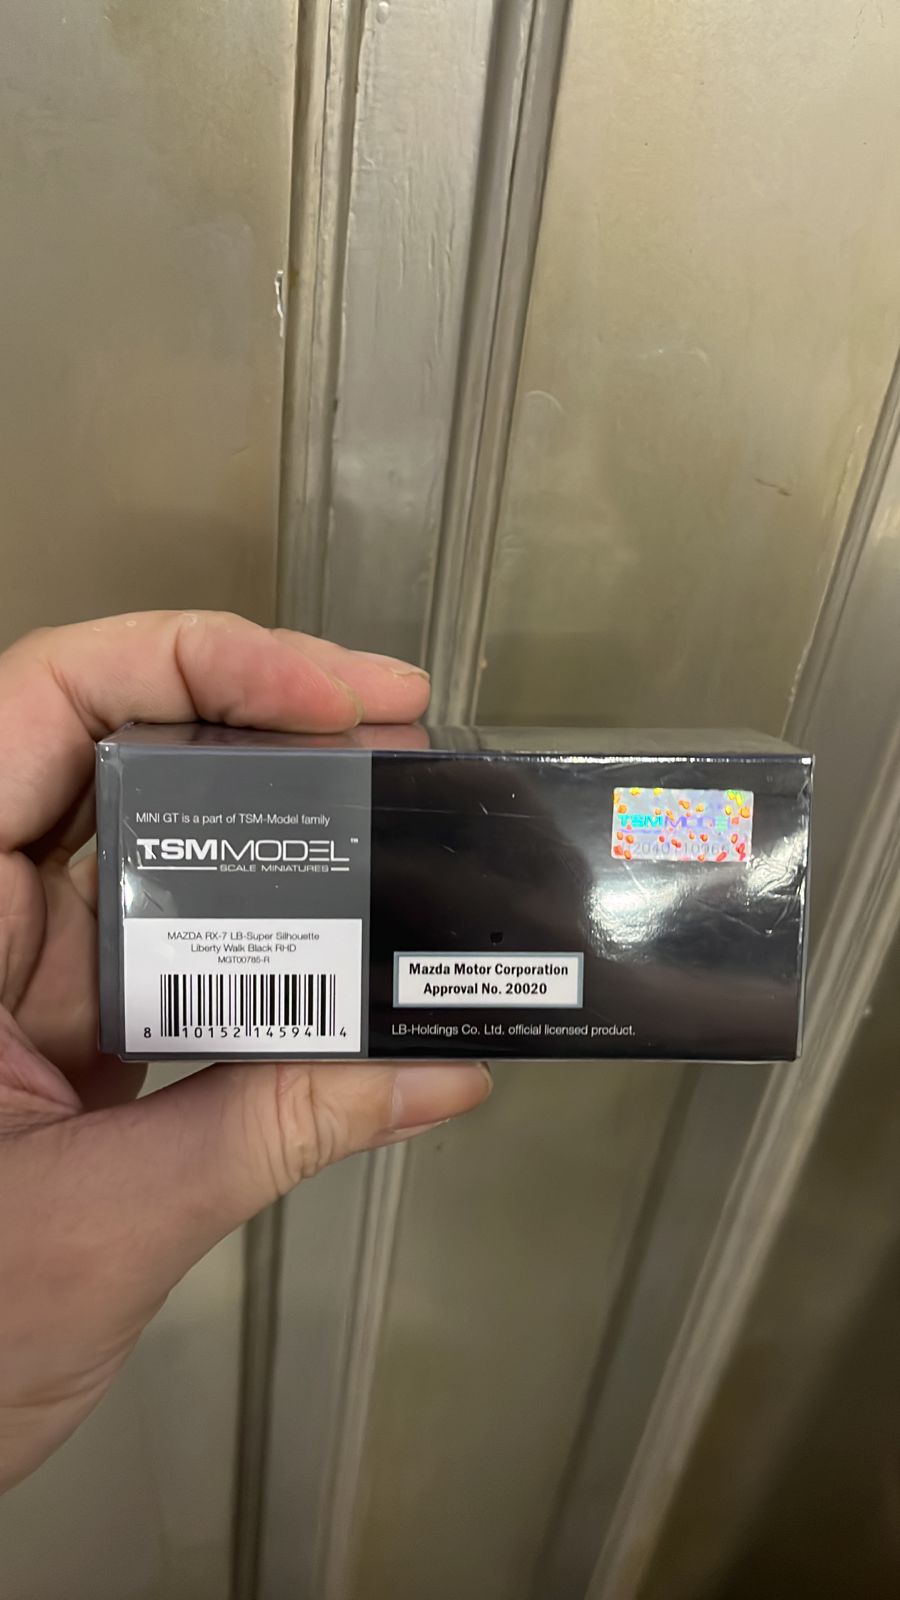 MINI GT is a part of TSM-Model family
TSMMODEL™
SCALE MINIATURES
MAZDA RX-7 LB-Super Silhouette
Liberty Walk Black RHD
MGT00785-R
8 10152 14594 4
TSMMODEL
Mazda Motor Corporation
Approval No. 20020
LB-Holdings Co. Ltd. official licensed product.